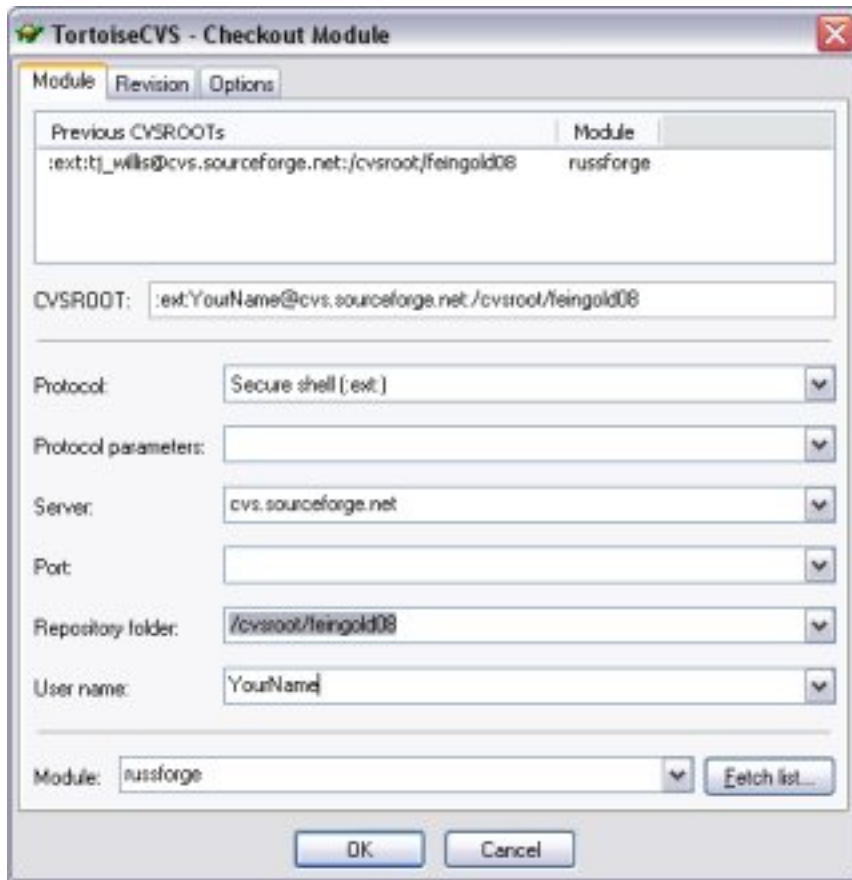 TortoiseCVS - Checkout Module
Module Revision Options
Previous CVSROOTs Module
:ext:tj_willis@cvs.sourceforge.net:/cvsroot/feingold08 russforge
CVSROOT: :ext:YourName@cvs.sourceforge.net:/cvsroot/feingold08
Protocol: Secure shell (:ext:)
Protocol parameters:
Server: cvs.sourceforge.net
Port:
Repository folder: /cvsroot/feingold08
User name: YourName
Module: russforge Fetch list...
OK Cancel